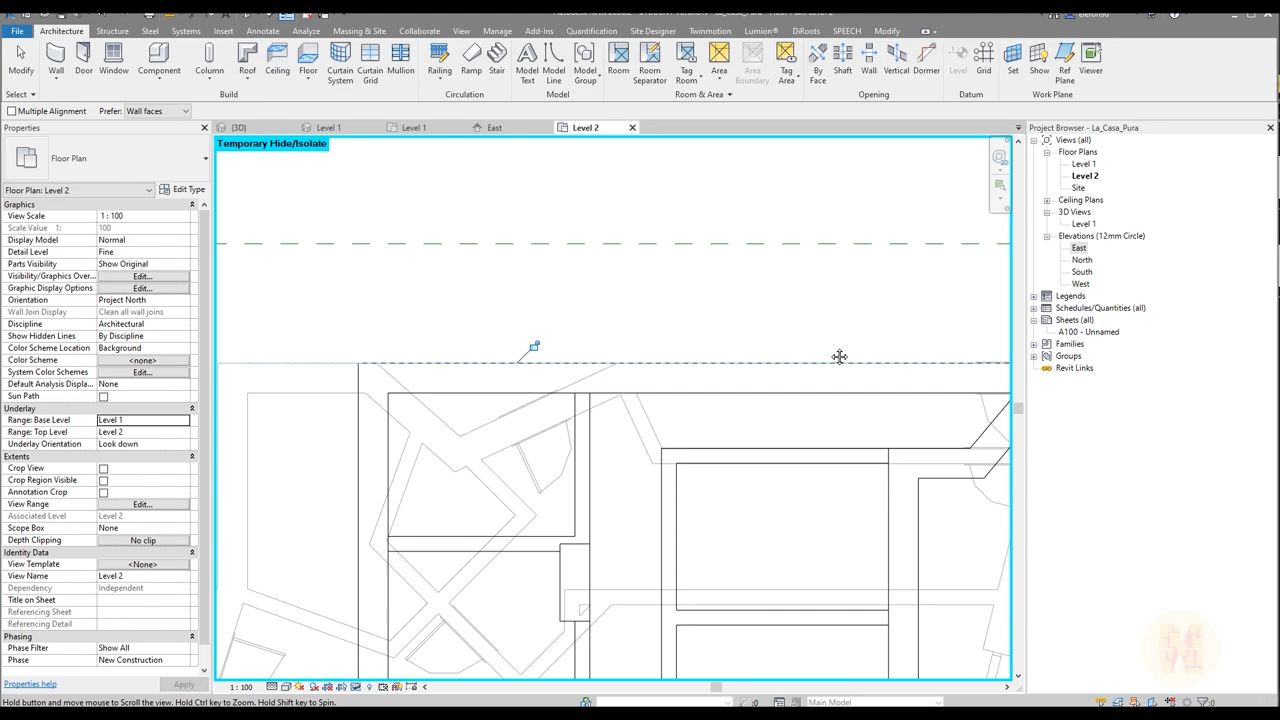 File Architecture Structure Steel Systems Insert Annotate Analyze Massing & Site Collaborate View Manage Add-Ins Quantification Site Designer Twinmotion Lumion® DiRoots SPEECH Modify
Modify Wall Door Window Component Column Roof Ceiling Floor Curtain System Curtain Grid Mullion Railing Ramp Stair Model Text Model Line Model Group Room Room Separator Tag Room Area Area Boundary Tag Area By Face Shaft Wall Vertical Dormer Level Grid Set Show Ref Plane Viewer
Select Build Circulation Model Room & Area Opening Datum Work Plane
Multiple Alignment Prefer: Wall faces
Properties
{3D} Level 1 Level 1 East Level 2
Project Browser - La_Casa_Pura
Temporary Hide/Isolate
Floor Plan
Floor Plan: Level 2 Edit Type
Graphics
View Scale 1 : 100
Scale Value 1: 100
Display Model Normal
Detail Level Fine
Parts Visibility Show Original
Visibility/Graphics Over... Edit...
Graphic Display Options Edit...
Orientation Project North
Wall Join Display Clean all wall joins
Discipline Architectural
Show Hidden Lines By Discipline
Color Scheme Location Background
Color Scheme <none>
System Color Schemes Edit...
Default Analysis Displa... None
Sun Path
Underlay
Range: Base Level Level 1
Range: Top Level Level 2
Underlay Orientation Look down
Extents
Crop View
Crop Region Visible
Annotation Crop
View Range Edit...
Associated Level Level 2
Scope Box None
Depth Clipping No clip
Identity Data
View Template <None>
View Name Level 2
Dependency Independent
Title on Sheet
Referencing Sheet
Referencing Detail
Phasing
Phase Filter Show All
Phase New Construction
Properties help Apply
Views (all)
Floor Plans
Level 1
Level 2
Site
Ceiling Plans
3D Views
Level 1
Elevations (12mm Circle)
East
North
South
West
Legends
Schedules/Quantities (all)
Sheets (all)
A100 - Unnamed
Families
Groups
Revit Links
1 : 100
Hold button and move mouse to Scroll the view. Hold Ctrl key to Zoom. Hold Shift key to Spin.
:0 Main Model :0